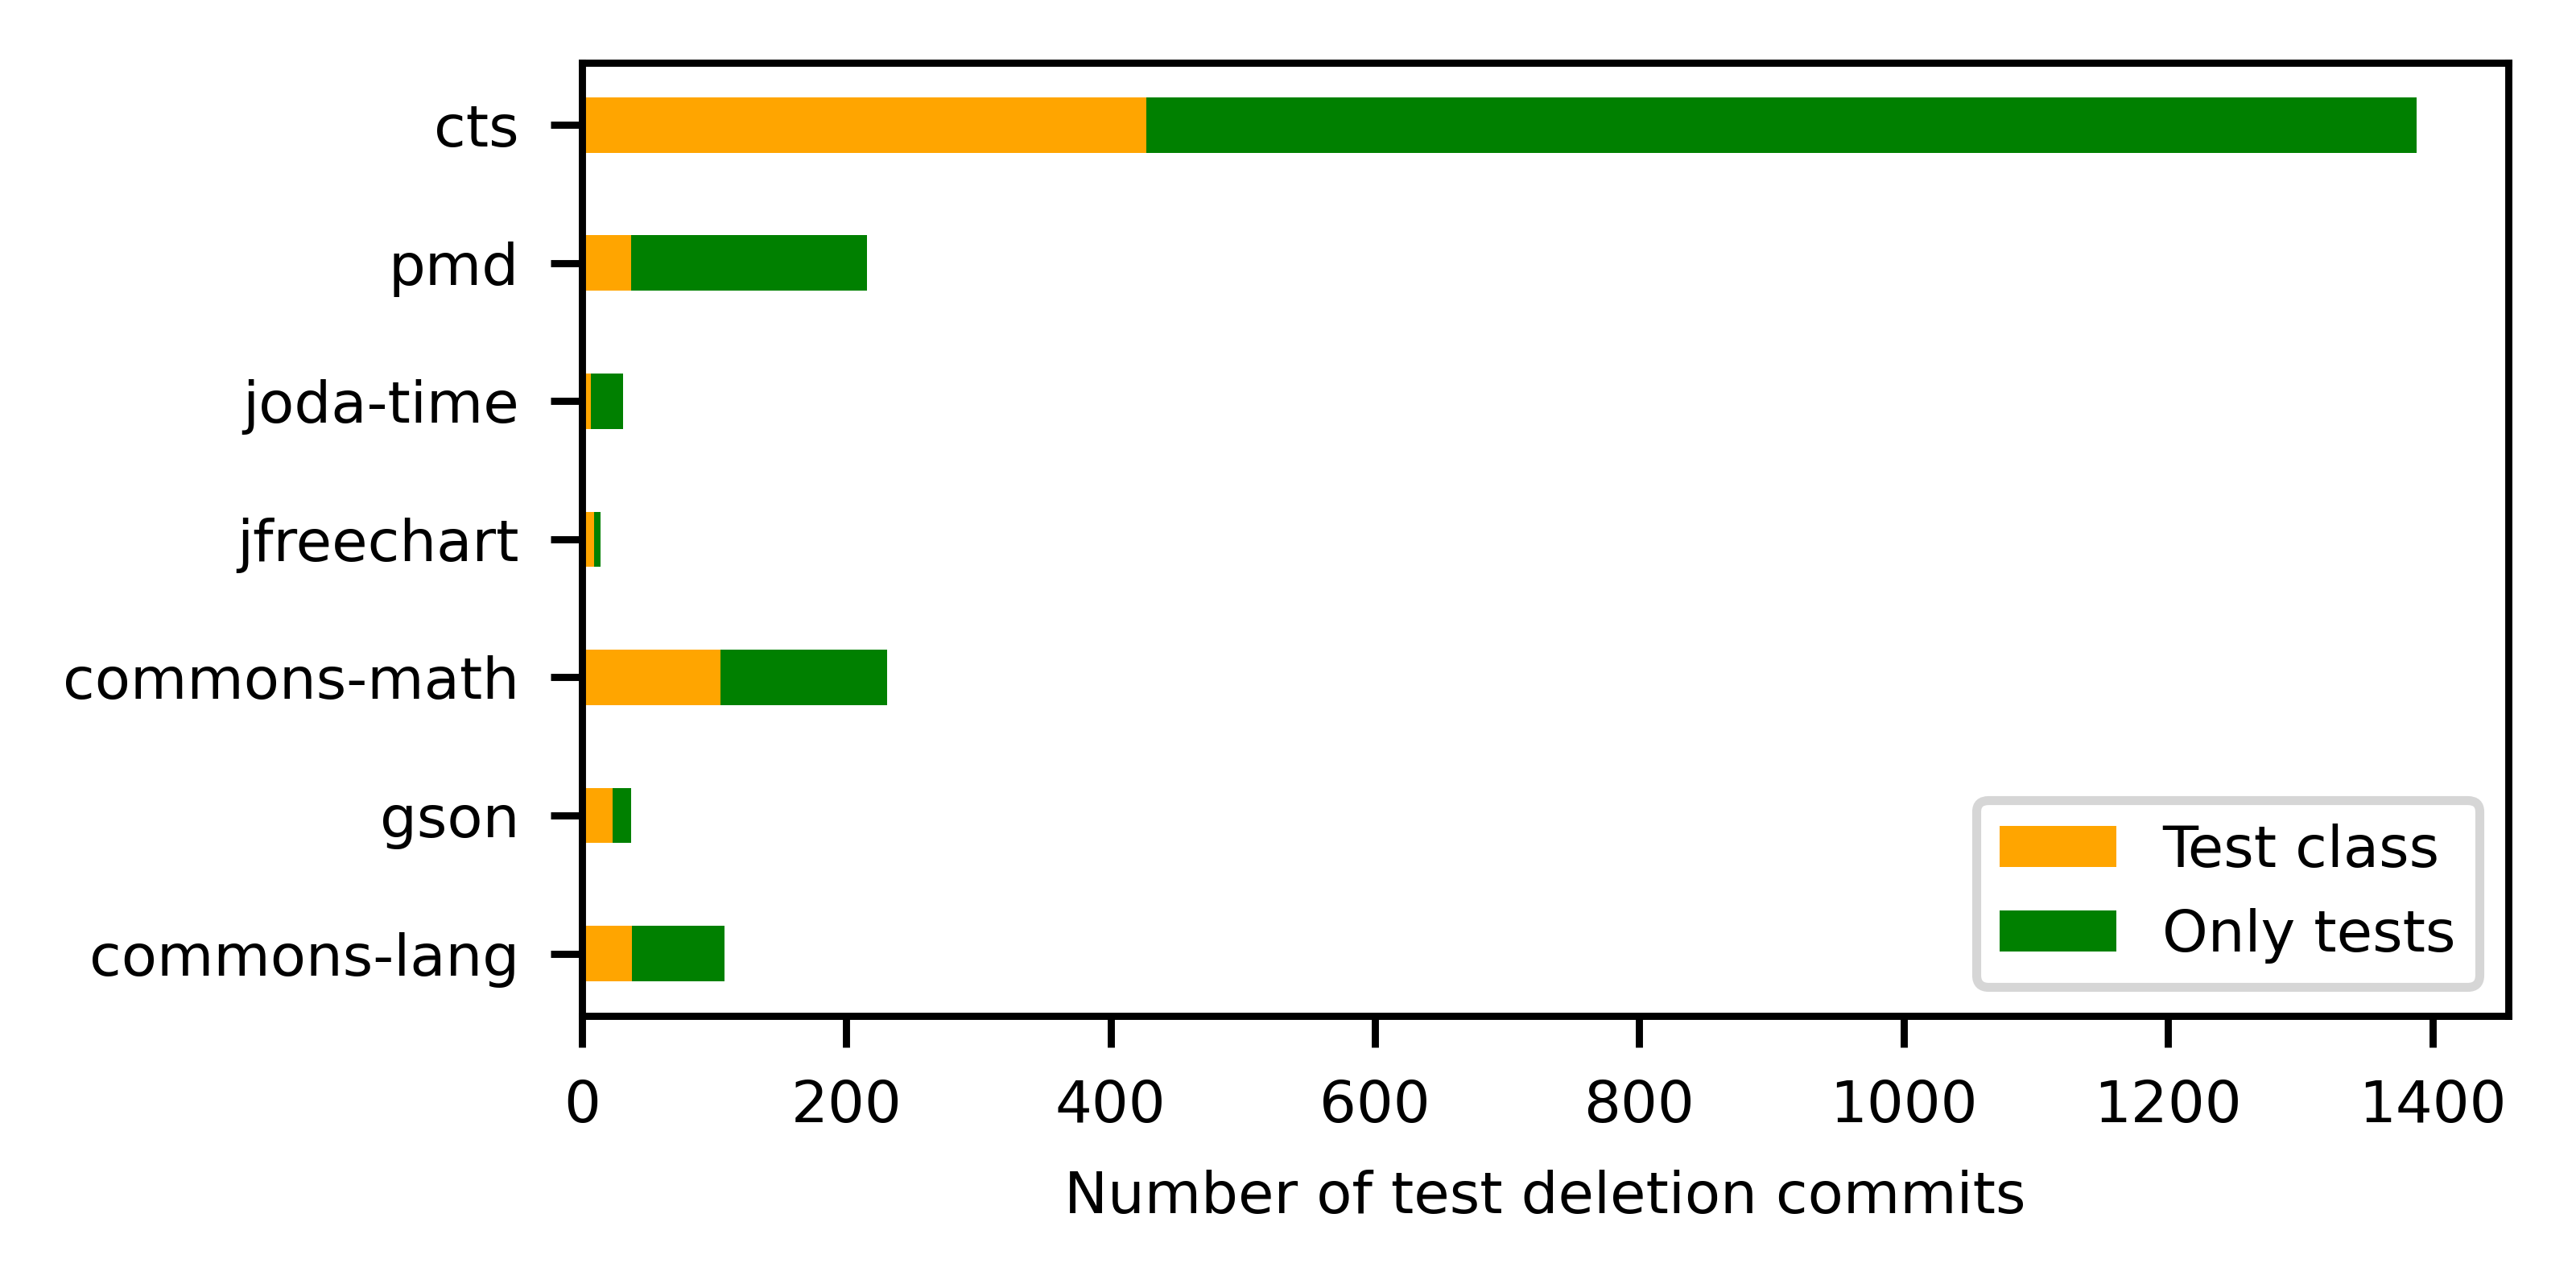 cts
pmd
joda-time
jfreechart
commons-math
gson
commons-lang
Test class
Only tests
0 200 400 600 800 1000 1200 1400
Number of test deletion commits